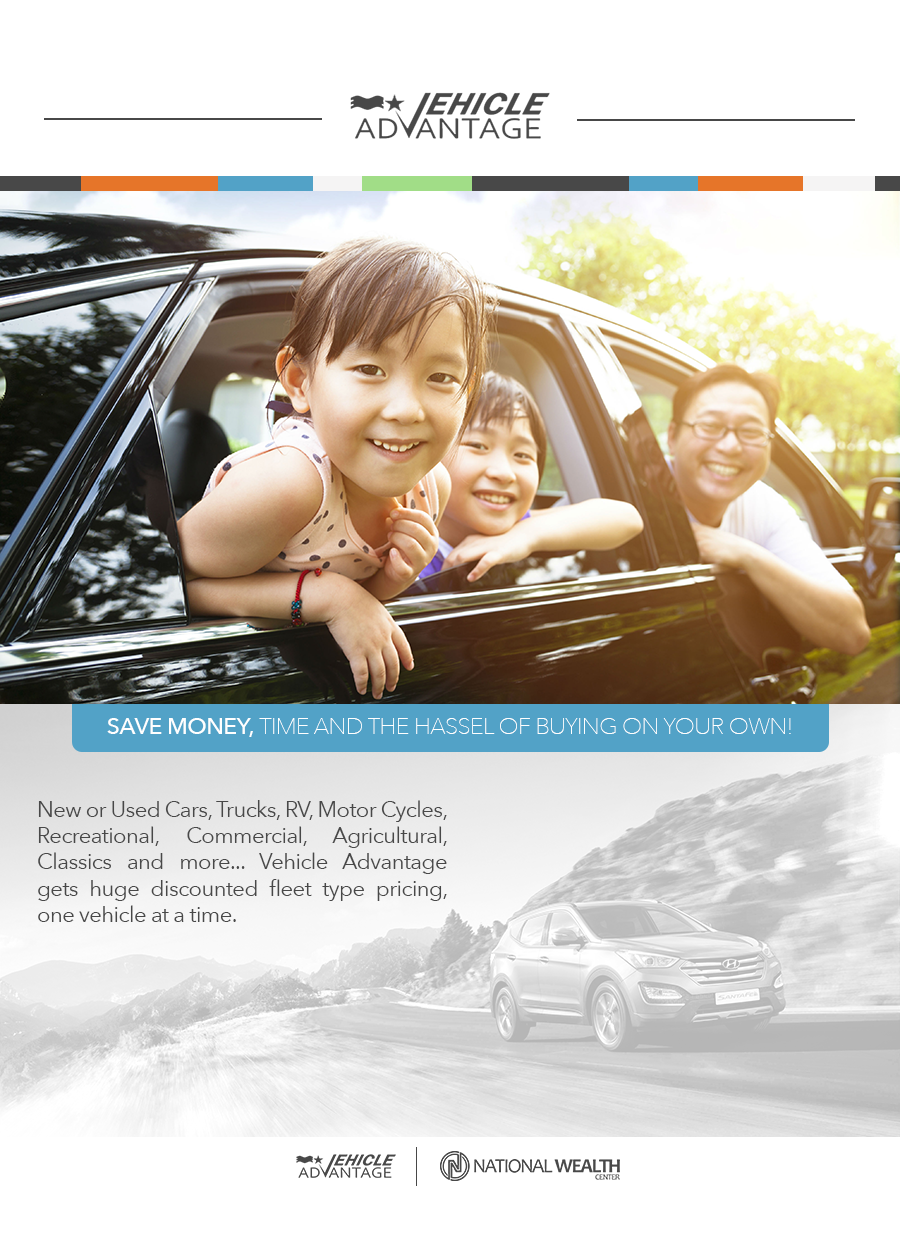 VEHICLE
ADVANTAGE
SAVE MONEY, TIME AND THE HASSEL OF BUYING ON YOUR OWN!
New or Used Cars, Trucks, RV, Motor Cycles,
Recreational, Commercial, Agricultural,
Classics and more... Vehicle Advantage
gets huge discounted fleet type pricing,
one vehicle at a time.
SANTAFE
VEHICLE
ADVANTAGE
NATIONAL WEALTH
CENTER